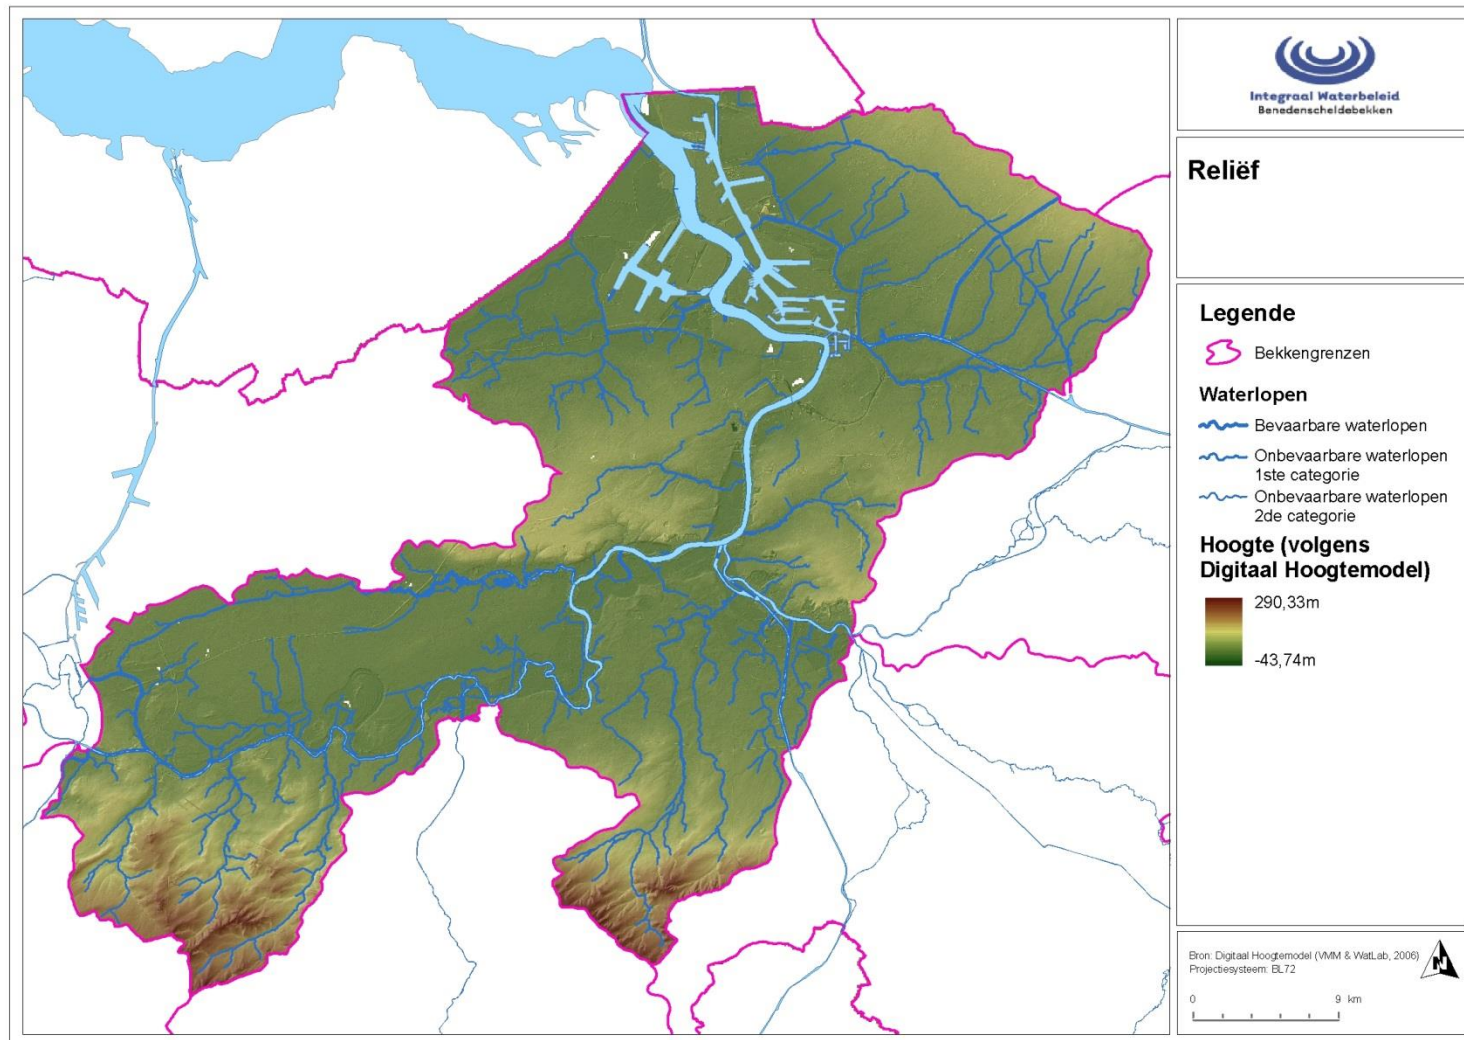 Integraal Waterbeleid
Benedenscheldebekken
Reliëf
Legende
Bekkengrenzen
Waterlopen
Bevaarbare waterlopen
Onbevaarbare waterlopen
1ste categorie
Onbevaarbare waterlopen
2de categorie
Hoogte (volgens
Digitaal Hoogtemodel)
290,33m
-43,74m
Bron: Digitaal Hoogtemodel (VMM & WatLab, 2006)
Projectiesysteem: BL72
N
0 9 km